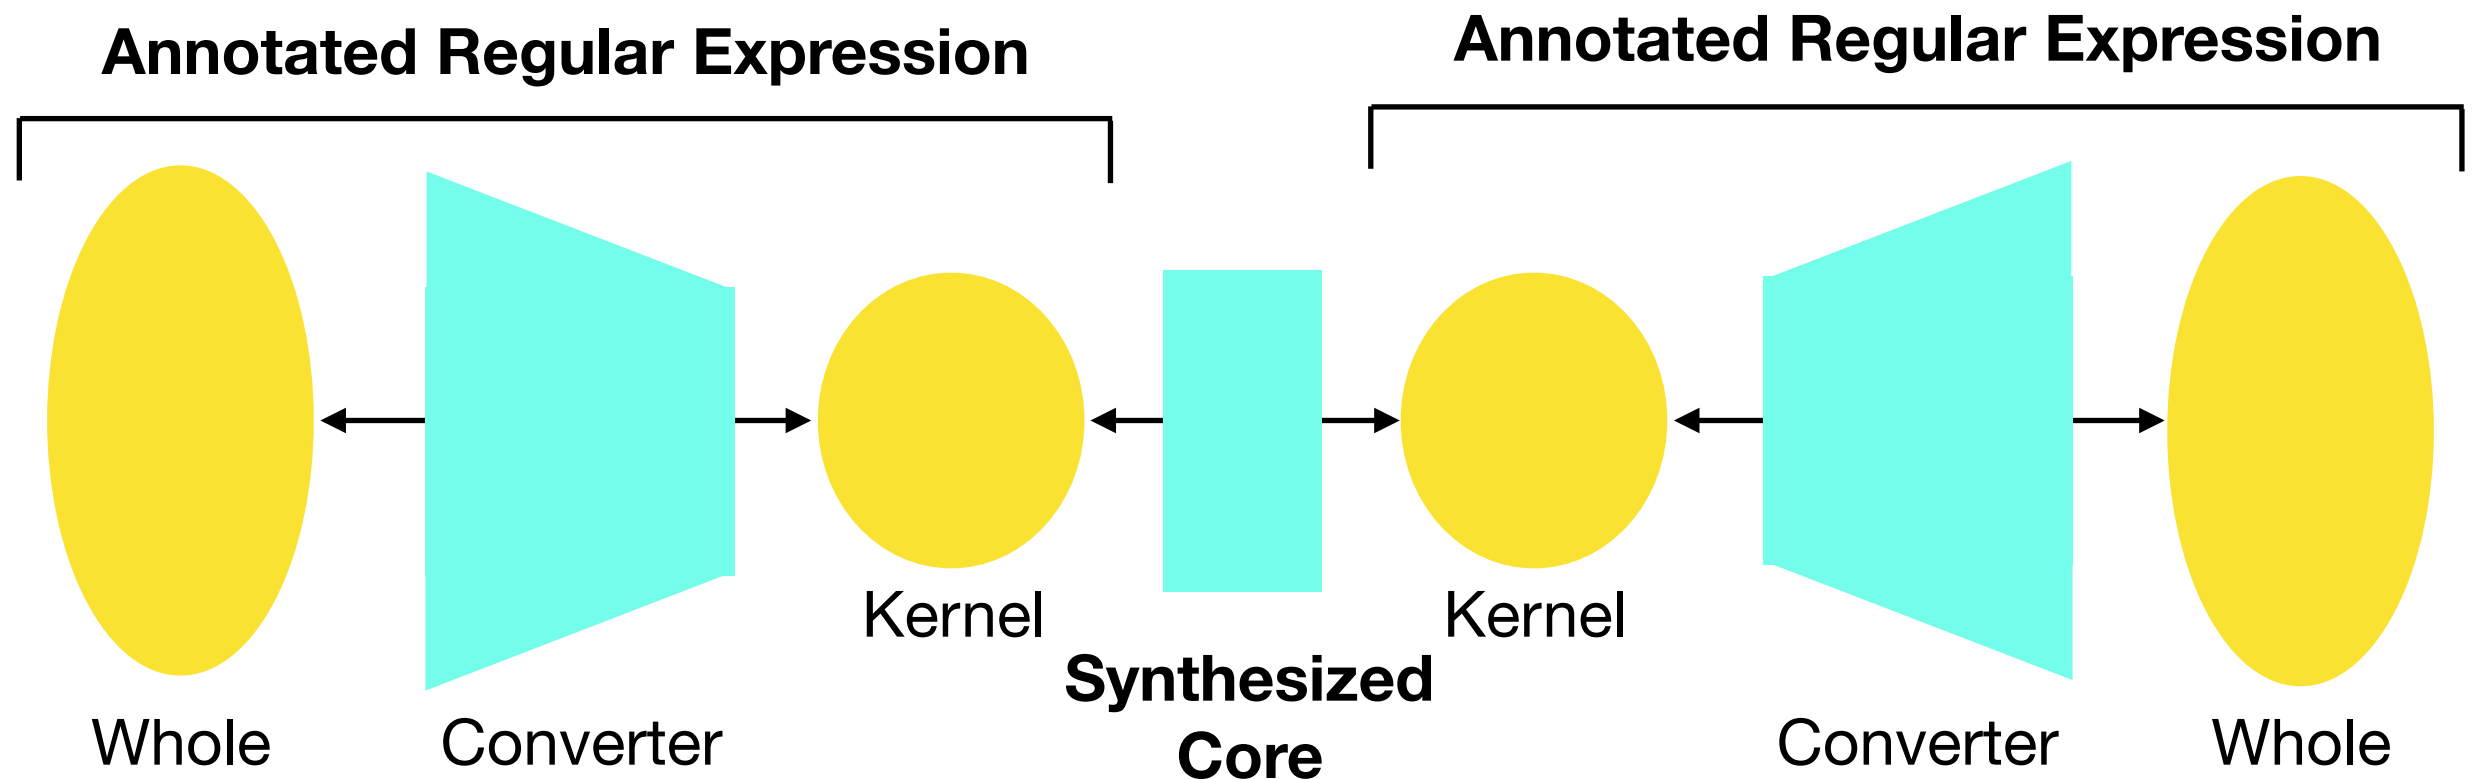 Annotated Regular Expression
Annotated Regular Expression
Kernel
Kernel
Synthesized
Core
Whole
Converter
Converter
Whole